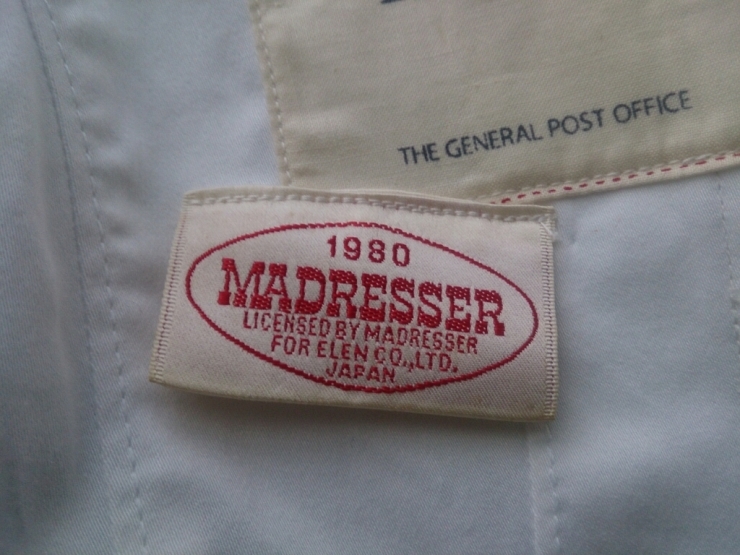 THE GENERAL POST OFFICE
1980
MADRESSER
LICENSED BY MADRESSER
FOR ELEN CO.,LTD.
JAPAN